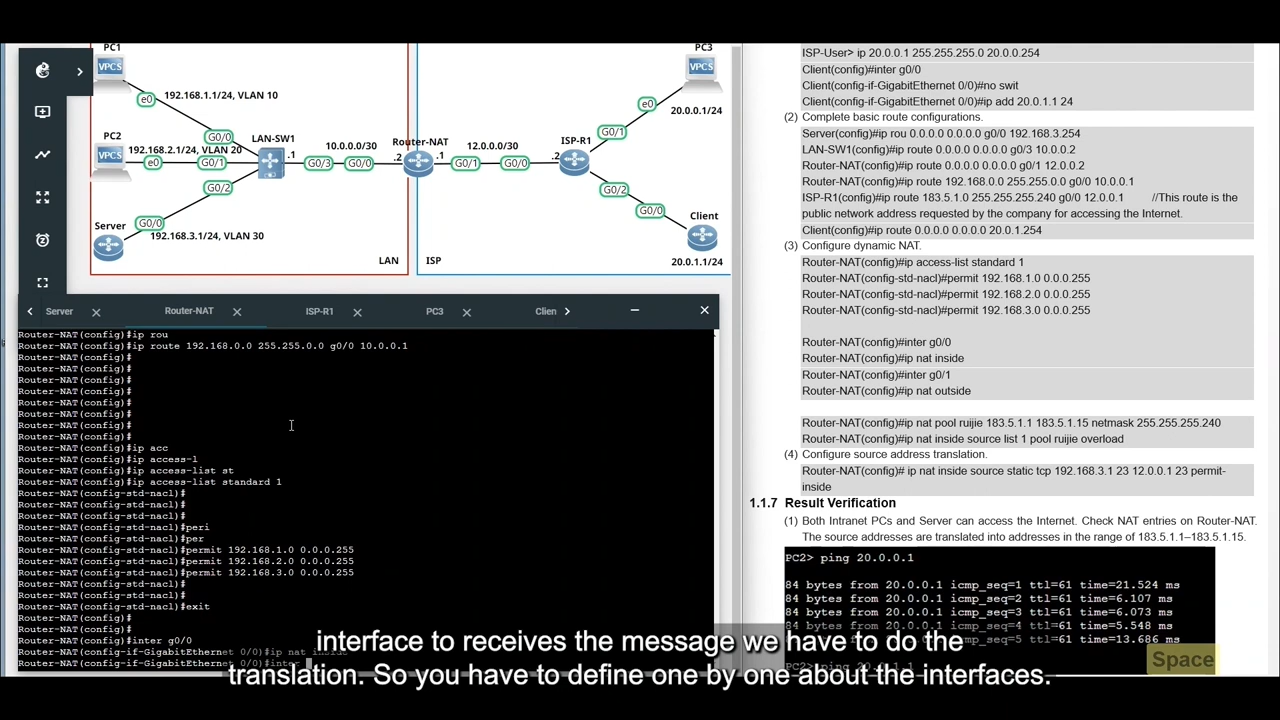 PC1
VPCS
e0
192.168.1.1/24, VLAN 10
G0/0
PC2
VPCS
192.168.2.1/24, VLAN 20
e0
G0/1
LAN-SW1
.1
G0/3
10.0.0.0/30
G0/0
.2
Router-NAT
.1
G0/1
12.0.0.0/30
G0/0
.2
ISP-R1
G0/1
e0
PC3
VPCS
20.0.0.1/24
G0/2
G0/2
G0/0
Server
G0/0
192.168.3.1/24, VLAN 30
Client
20.0.1.1/24
LAN
ISP
Server
Router-NAT
ISP-R1
PC3
Clien
Router-NAT(config)#ip rou
Router-NAT(config)#ip route 192.168.0.0 255.255.0.0 g0/0 10.0.0.1
Router-NAT(config)#
Router-NAT(config)#
Router-NAT(config)#
Router-NAT(config)#
Router-NAT(config)#
Router-NAT(config)#
Router-NAT(config)#
Router-NAT(config)#
Router-NAT(config)#ip acc
Router-NAT(config)#ip access-l
Router-NAT(config)#ip access-list st
Router-NAT(config)#ip access-list standard 1
Router-NAT(config-std-nacl)#
Router-NAT(config-std-nacl)#
Router-NAT(config-std-nacl)#
Router-NAT(config-std-nacl)#peri
Router-NAT(config-std-nacl)#per
Router-NAT(config-std-nacl)#permit 192.168.1.0 0.0.0.255
Router-NAT(config-std-nacl)#permit 192.168.2.0 0.0.0.255
Router-NAT(config-std-nacl)#permit 192.168.3.0 0.0.0.255
Router-NAT(config-std-nacl)#
Router-NAT(config-std-nacl)#
Router-NAT(config-std-nacl)#exit
Router-NAT(config)#
Router-NAT(config)#
Router-NAT(config)#inter g0/0
Router-NAT(config-if-GigabitEthernet 0/0)#ip nat inside
Router-NAT(config-if-GigabitEthernet 0/0)#inter
ISP-User> ip 20.0.0.1 255.255.255.0 20.0.0.254
Client(config)#inter g0/0
Client(config-if-GigabitEthernet 0/0)#no swit
Client(config-if-GigabitEthernet 0/0)#ip add 20.0.1.1 24
(2) Complete basic route configurations.
Server(config)#ip rou 0.0.0.0 0.0.0.0 g0/0 192.168.3.254
LAN-SW1(config)#ip route 0.0.0.0 0.0.0.0 g0/3 10.0.0.2
Router-NAT(config)#ip route 0.0.0.0 0.0.0.0 g0/1 12.0.0.2
Router-NAT(config)#ip route 192.168.0.0 255.255.0.0 g0/0 10.0.0.1
ISP-R1(config)#ip route 183.5.1.0 255.255.255.240 g0/0 12.0.0.1 //This route is the
public network address requested by the company for accessing the Internet.
Client(config)#ip route 0.0.0.0 0.0.0.0 20.0.1.254
(3) Configure dynamic NAT.
Router-NAT(config)#ip access-list standard 1
Router-NAT(config-std-nacl)#permit 192.168.1.0 0.0.0.255
Router-NAT(config-std-nacl)#permit 192.168.2.0 0.0.0.255
Router-NAT(config-std-nacl)#permit 192.168.3.0 0.0.0.255
Router-NAT(config)#inter g0/0
Router-NAT(config)#ip nat inside
Router-NAT(config)#inter g0/1
Router-NAT(config)#ip nat outside
Router-NAT(config)#ip nat pool ruijie 183.5.1.1 183.5.1.15 netmask 255.255.255.240
Router-NAT(config)#ip nat inside source list 1 pool ruijie overload
(4) Configure source address translation.
Router-NAT(config)# ip nat inside source static tcp 192.168.3.1 23 12.0.0.1 23 permit-
inside
1.1.7 Result Verification
(1) Both Intranet PCs and Server can access the Internet. Check NAT entries on Router-NAT.
The source addresses are translated into addresses in the range of 183.5.1.1–183.5.1.15.
PC2> ping 20.0.0.1
84 bytes from 20.0.0.1 icmp_seq=1 ttl=61 time=21.524 ms
84 bytes from 20.0.0.1 icmp_seq=2 ttl=61 time=6.107 ms
84 bytes from 20.0.0.1 icmp_seq=3 ttl=61 time=6.073 ms
icmp_seq=4 ttl=61 time=5.548 ms
=5 ttl=61 time=13.686 ms
PC2> ping 20.0.1.1
Space
interface to receives the message we have to do the
translation. So you have to define one by one about the interfaces.